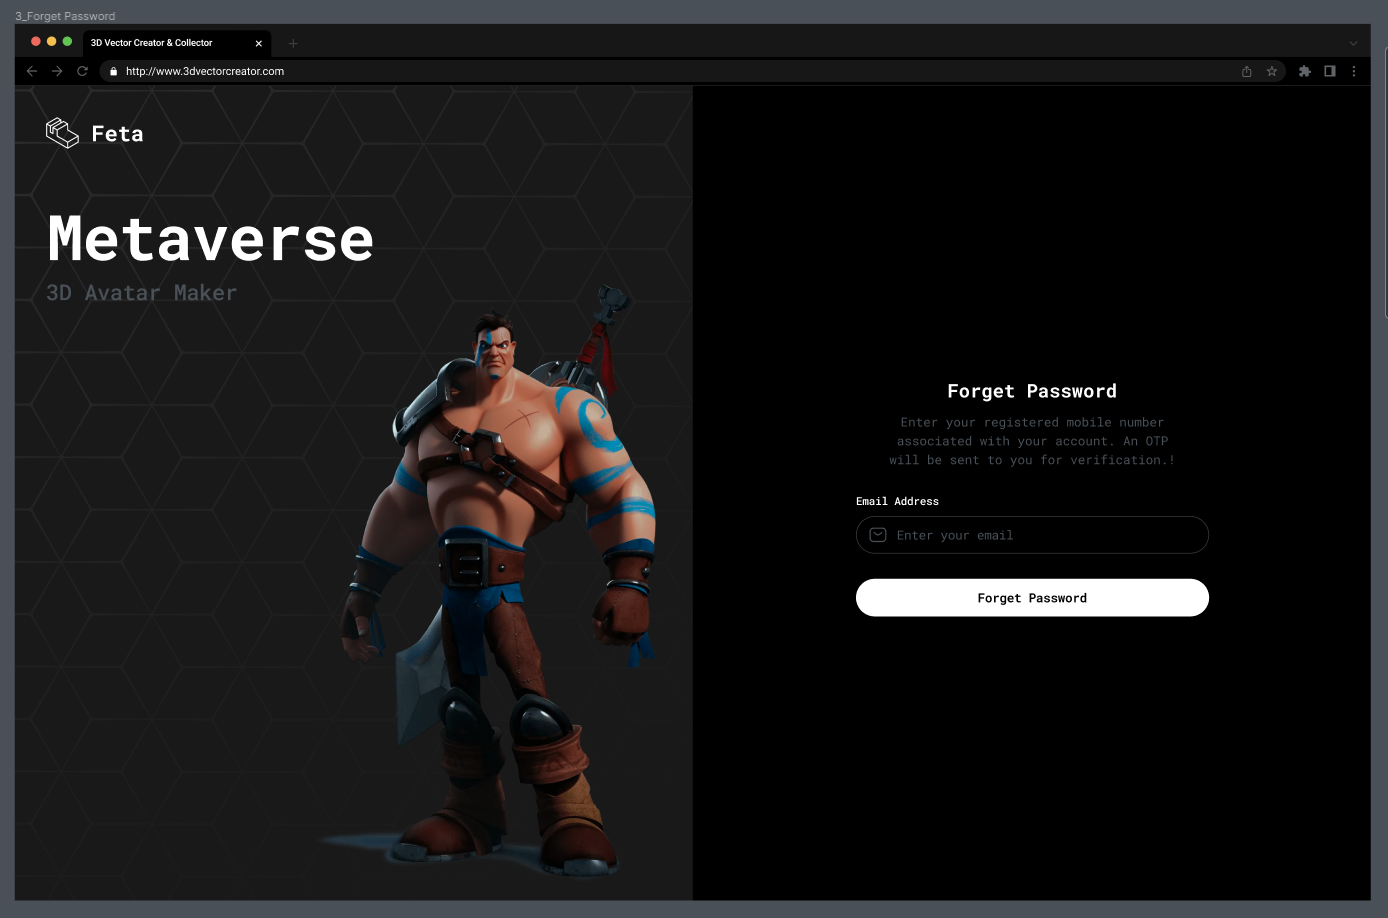 3_Forget Password
3D Vector Creator & Collector
http://www.3dvectorcreator.com
Feta
Metaverse
3D Avatar Maker
Forget Password
Enter your registered mobile number
associated with your account. An OTP
will be sent to you for verification.!
Email Address
Enter your email
Forget Password